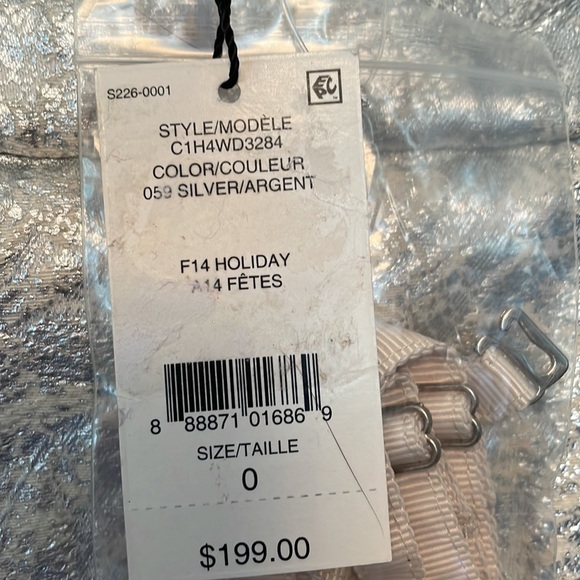 S226-0001
STYLE/MODÈLE
C1H4WD3284
COLOR/COULEUR
059 SILVER/ARGENT
F14 HOLIDAY
A14 FÊTES
8 88871 01686 9
SIZE/TAILLE
0
$199.00